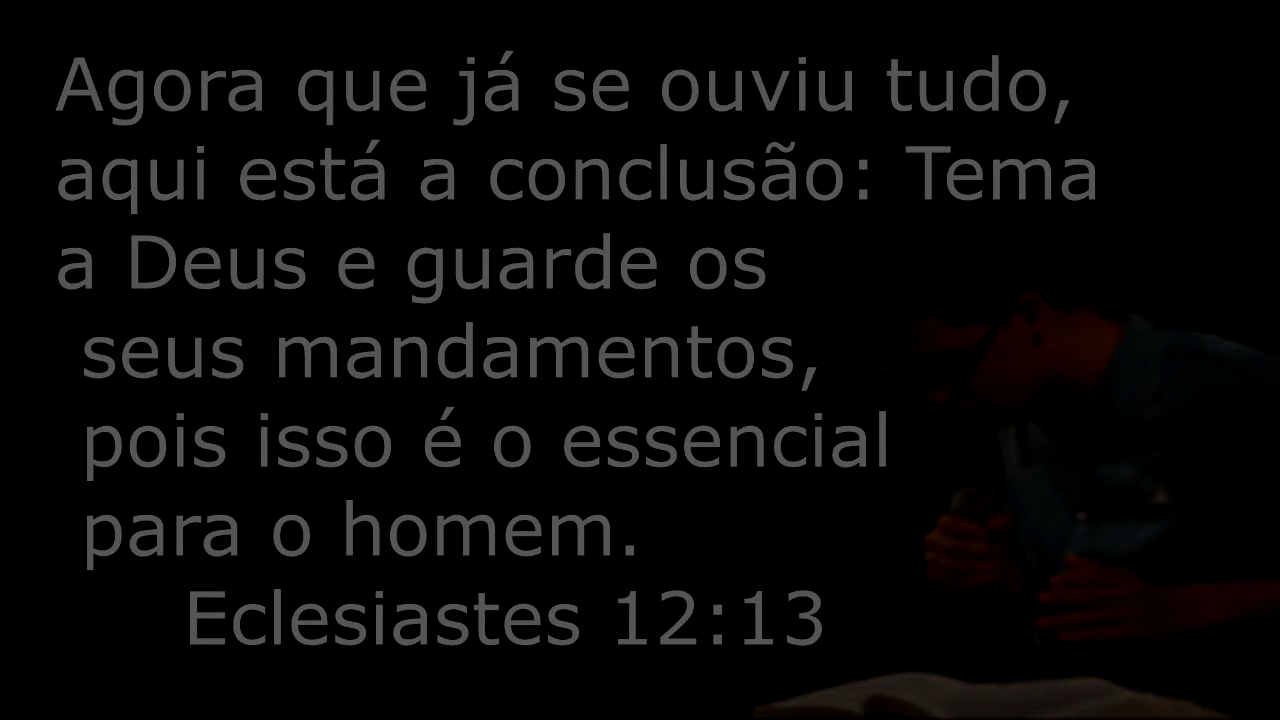 Agora que já se ouviu tudo,
aqui está a conclusão: Tema
a Deus e guarde os
seus mandamentos,
pois isso é o essencial
para o homem.
Eclesiastes 12:13